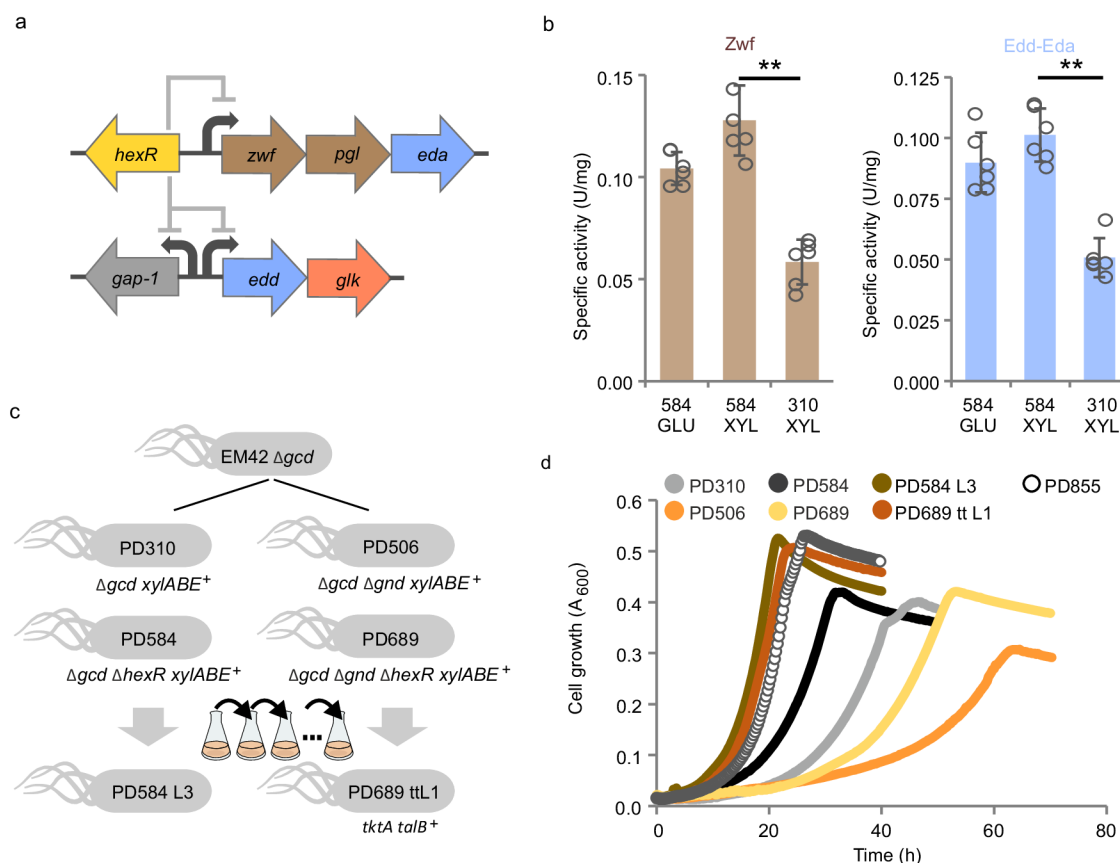 a
hexR
zwf
pgl
eda
gap-1
edd
glk
b
Zwf
**
Specific activity (U/mg)
0.15
0.10
0.05
0.00
584
GLU
584
XYL
310
XYL
Edd-Eda
**
Specific activity (U/mg)
0.125
0.100
0.075
0.050
0.025
0.000
584
GLU
584
XYL
310
XYL
c
EM42 Δgcd
PD310
PD506
Δgcd xylABE+
Δgcd Δgnd xylABE+
PD584
PD689
Δgcd ΔhexR xylABE+
Δgcd Δgnd ΔhexR xylABE+
...
PD584 L3
PD689 ttL1
tktA talB+
d
PD310
PD584
PD584 L3
PD855
PD506
PD689
PD689 tt L1
Cell growth (A600)
0.6
0.5
0.4
0.3
0.2
0.1
0.0
0
20
40
60
80
Time (h)